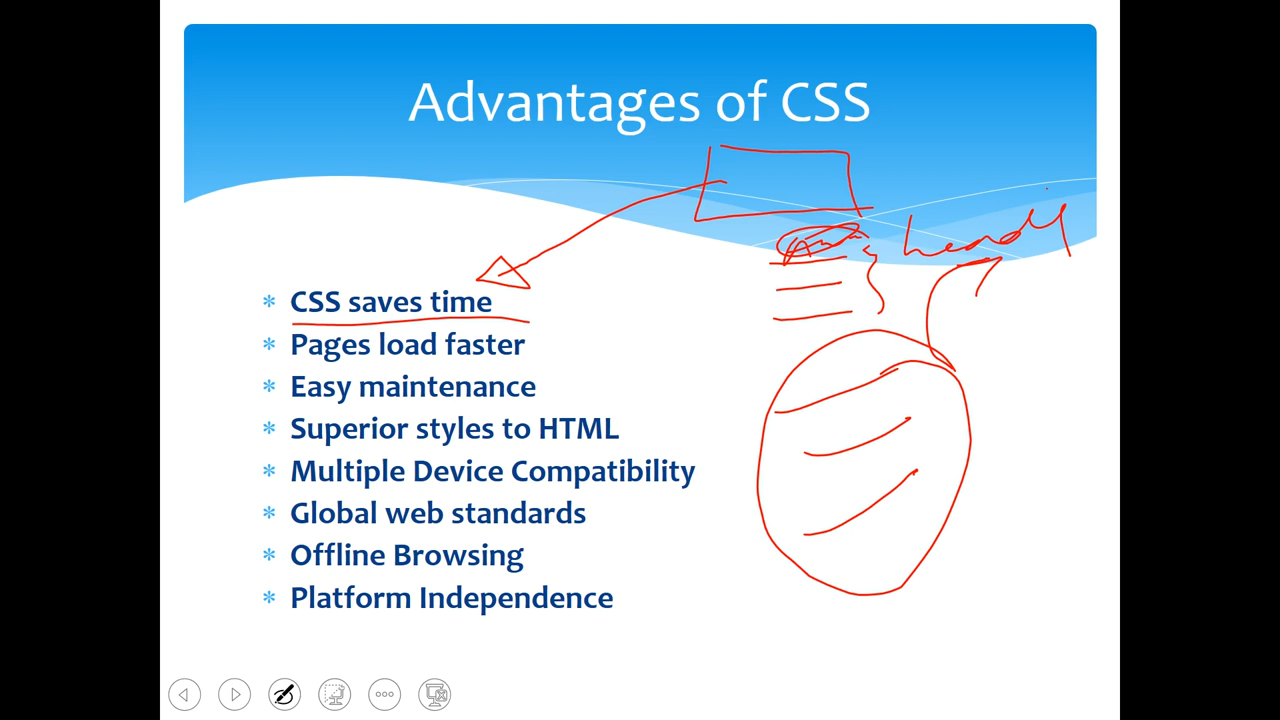 Advantages of CSS
* CSS saves time
* Pages load faster
* Easy maintenance
* Superior styles to HTML
* Multiple Device Compatibility
* Global web standards
* Offline Browsing
* Platform Independence